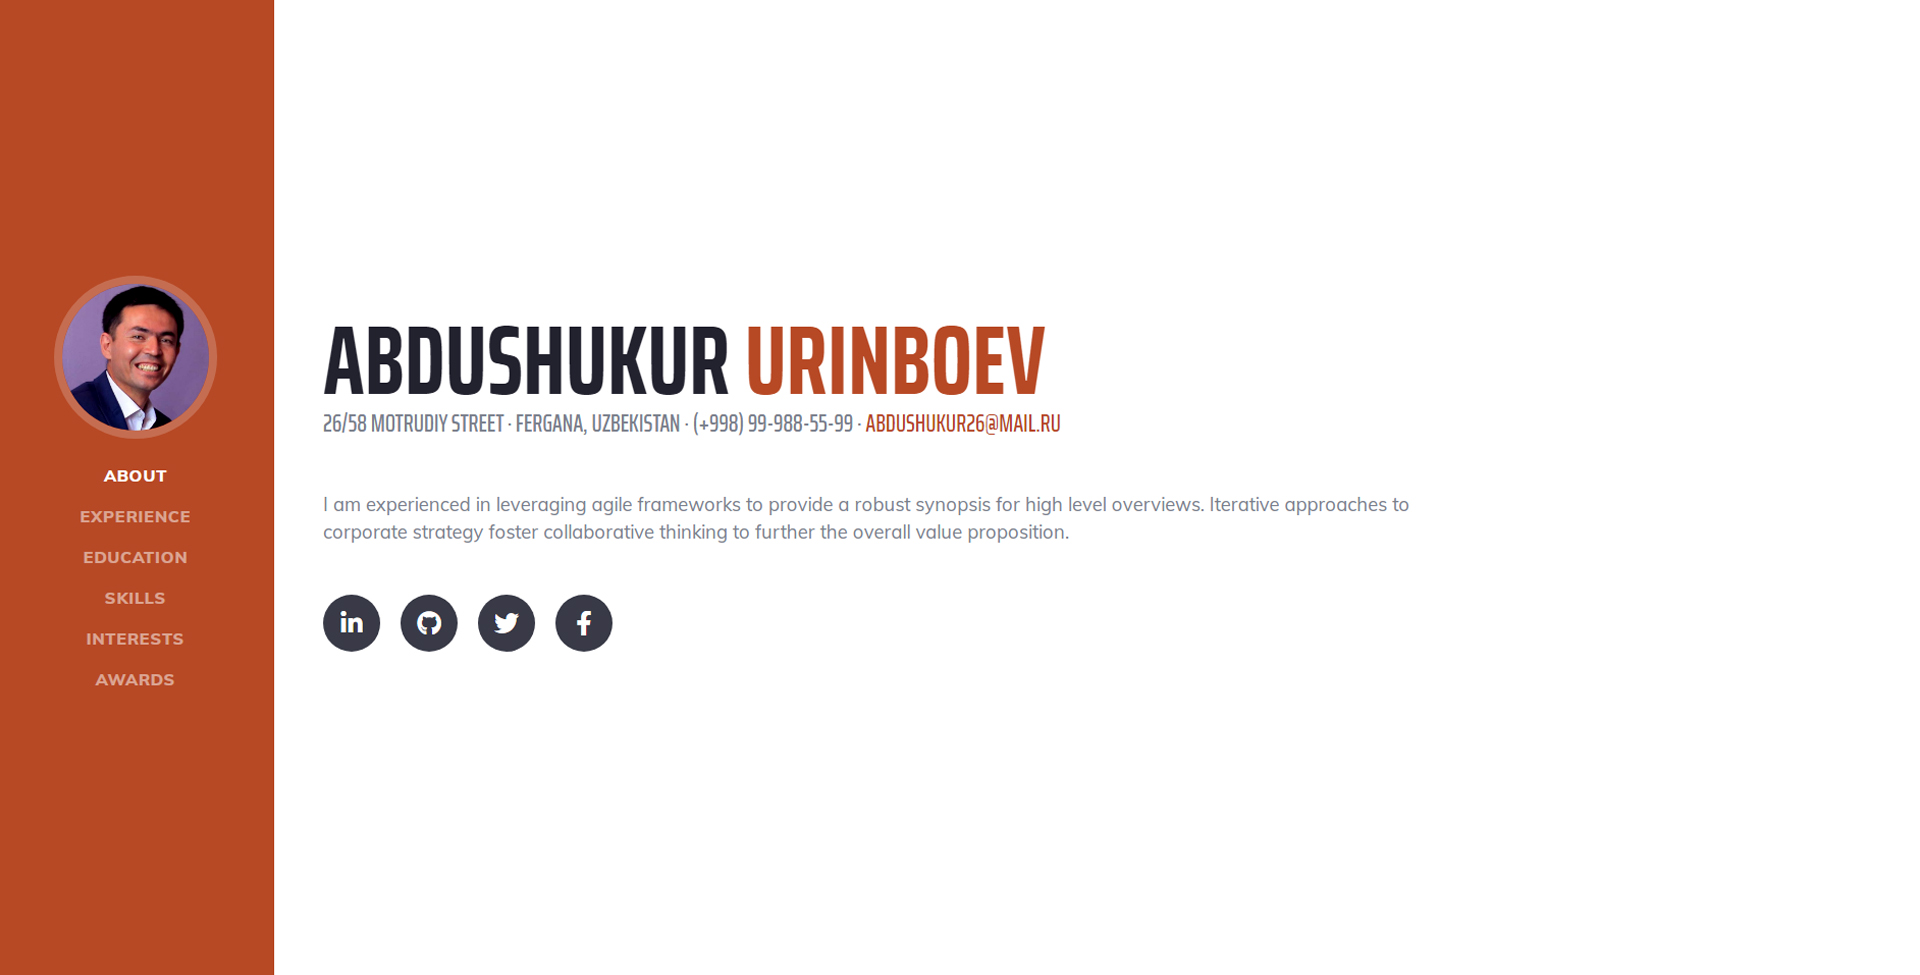 ABOUT
EXPERIENCE
EDUCATION
SKILLS
INTERESTS
AWARDS
ABDUSHUKUR URINBOEV
26/58 MOTRUDIY STREET · FERGANA, UZBEKISTAN · (+998) 99-988-55-99 · ABDUSHUKUR26@MAIL.RU
I am experienced in leveraging agile frameworks to provide a robust synopsis for high level overviews. Iterative approaches to
corporate strategy foster collaborative thinking to further the overall value proposition.